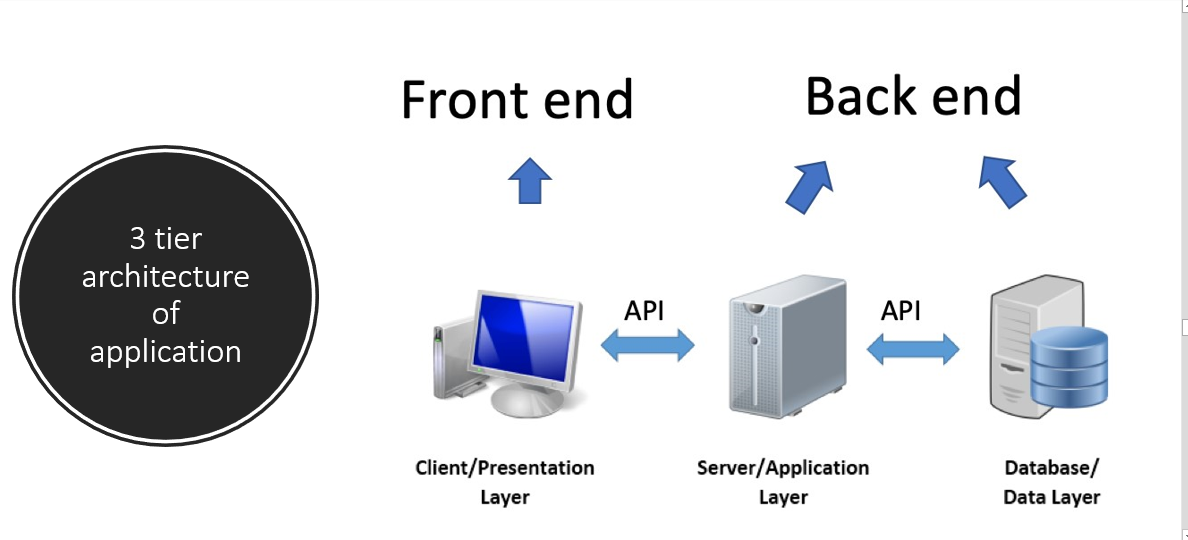 3 tier
architecture
of
application
Front end
Back end
API
API
Client/Presentation
Layer
Server/Application
Layer
Database/
Data Layer